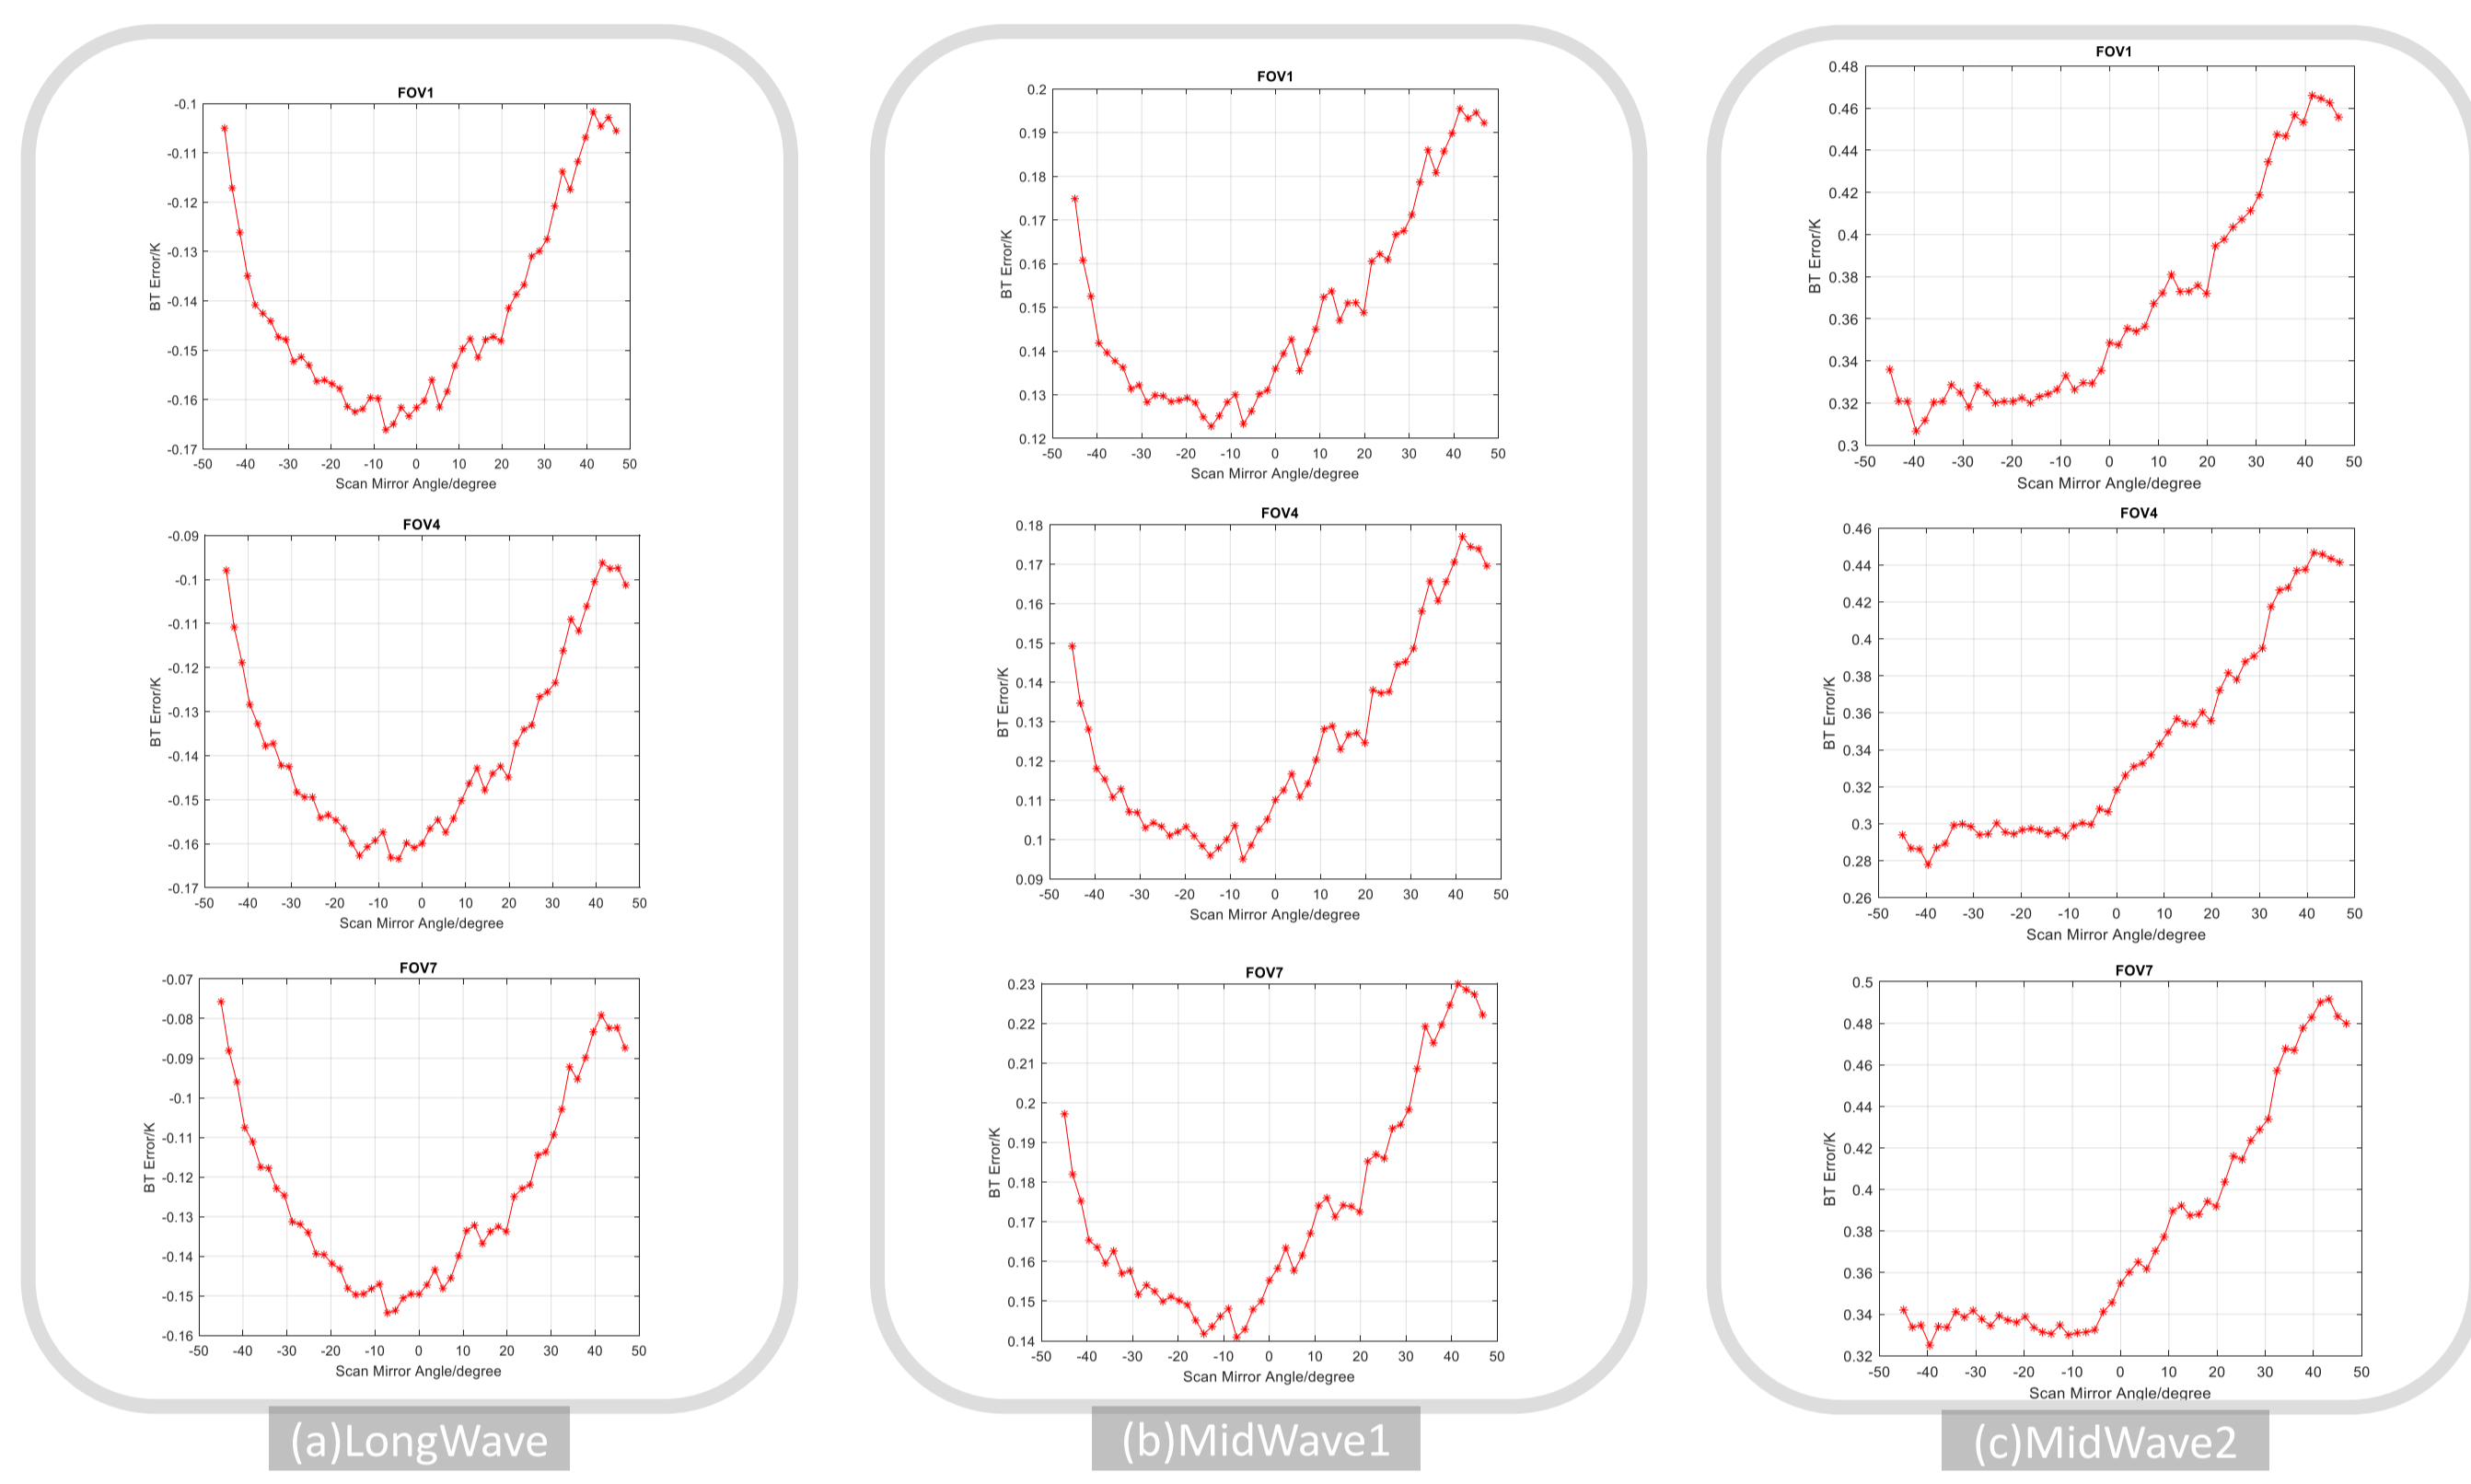 FOV1
-0.1
-0.11
-0.12
-0.13
-0.14
-0.15
-0.16
-0.17
BT Error/K
-50 -40 -30 -20 -10 0 10 20 30 40 50
Scan Mirror Angle/degree
FOV4
-0.09
-0.1
-0.11
-0.12
-0.13
-0.14
-0.15
-0.16
-0.17
BT Error/K
-50 -40 -30 -20 -10 0 10 20 30 40 50
Scan Mirror Angle/degree
FOV7
-0.07
-0.08
-0.09
-0.1
-0.11
-0.12
-0.13
-0.14
-0.15
-0.16
BT Error/K
-50 -40 -30 -20 -10 0 10 20 30 40 50
Scan Mirror Angle/degree
(a)LongWave
FOV1
0.2
0.19
0.18
0.17
0.16
0.15
0.14
0.13
0.12
BT Error/K
-50 -40 -30 -20 -10 0 10 20 30 40 50
Scan Mirror Angle/degree
FOV4
0.18
0.17
0.16
0.15
0.14
0.13
0.12
0.11
0.1
0.09
BT Error/K
-50 -40 -30 -20 -10 0 10 20 30 40 50
Scan Mirror Angle/degree
FOV7
0.23
0.22
0.21
0.2
0.19
0.18
0.17
0.16
0.15
0.14
BT Error/K
-50 -40 -30 -20 -10 0 10 20 30 40 50
Scan Mirror Angle/degree
(b)MidWave1
FOV1
0.48
0.46
0.44
0.42
0.4
0.38
0.36
0.34
0.32
0.3
BT Error/K
-50 -40 -30 -20 -10 0 10 20 30 40 50
Scan Mirror Angle/degree
FOV4
0.46
0.44
0.42
0.4
0.38
0.36
0.34
0.32
0.3
0.28
0.26
BT Error/K
-50 -40 -30 -20 -10 0 10 20 30 40 50
Scan Mirror Angle/degree
FOV7
0.5
0.48
0.46
0.44
0.42
0.4
0.38
0.36
0.34
0.32
BT Error/K
-50 -40 -30 -20 -10 0 10 20 30 40 50
Scan Mirror Angle/degree
(c)MidWave2